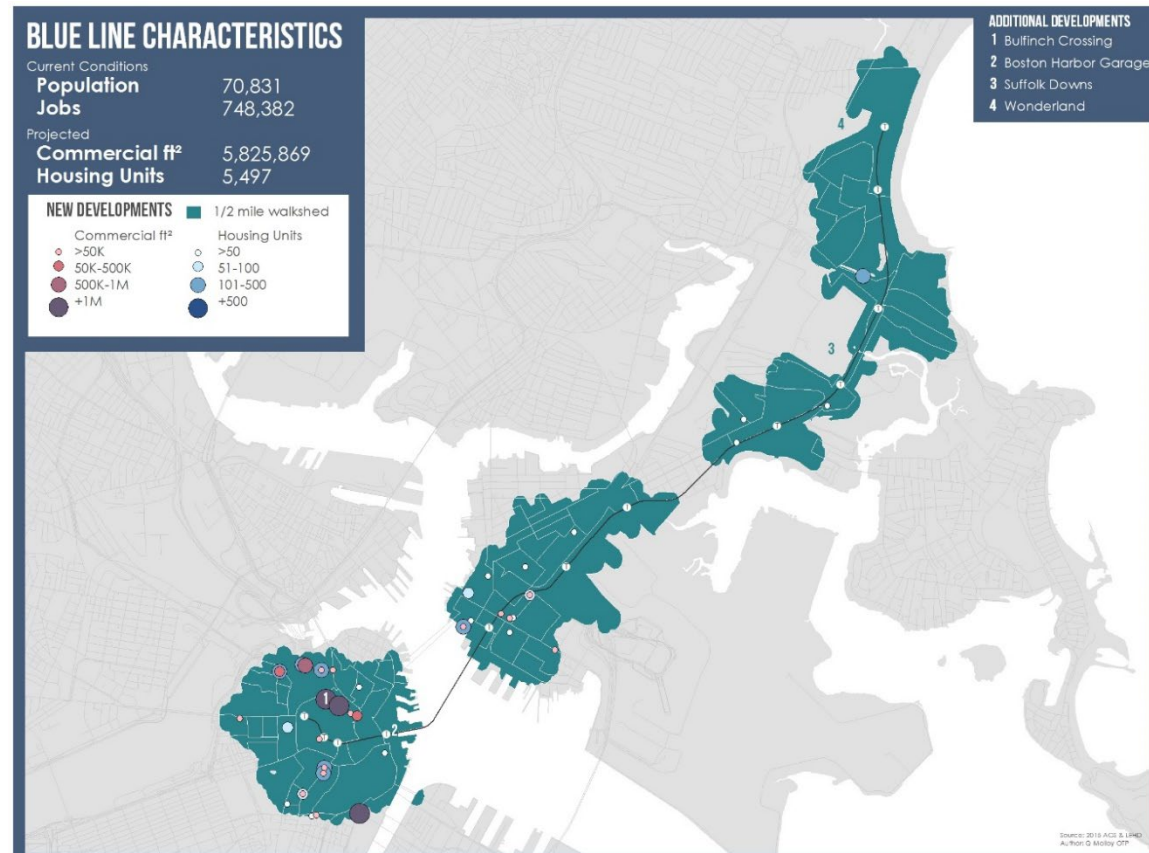 BLUE LINE CHARACTERISTICS
Current Conditions
Population 70,831
Jobs 748,382
Projected
Commercial ft² 5,825,869
Housing Units 5,497
NEW DEVELOPMENTS 1/2 mile walkshed
Commercial ft² Housing Units
>50K >50
50K-500K 51-100
500K-1M 101-500
+1M +500
ADDITIONAL DEVELOPMENTS
1 Bulfinch Crossing
2 Boston Harbor Garage
3 Suffolk Downs
4 Wonderland
4
T
T
T
3
T
T
T
T
T
1
T
T
T
2
T
Source: 2015 ACS & LEHD
Author: Molloy